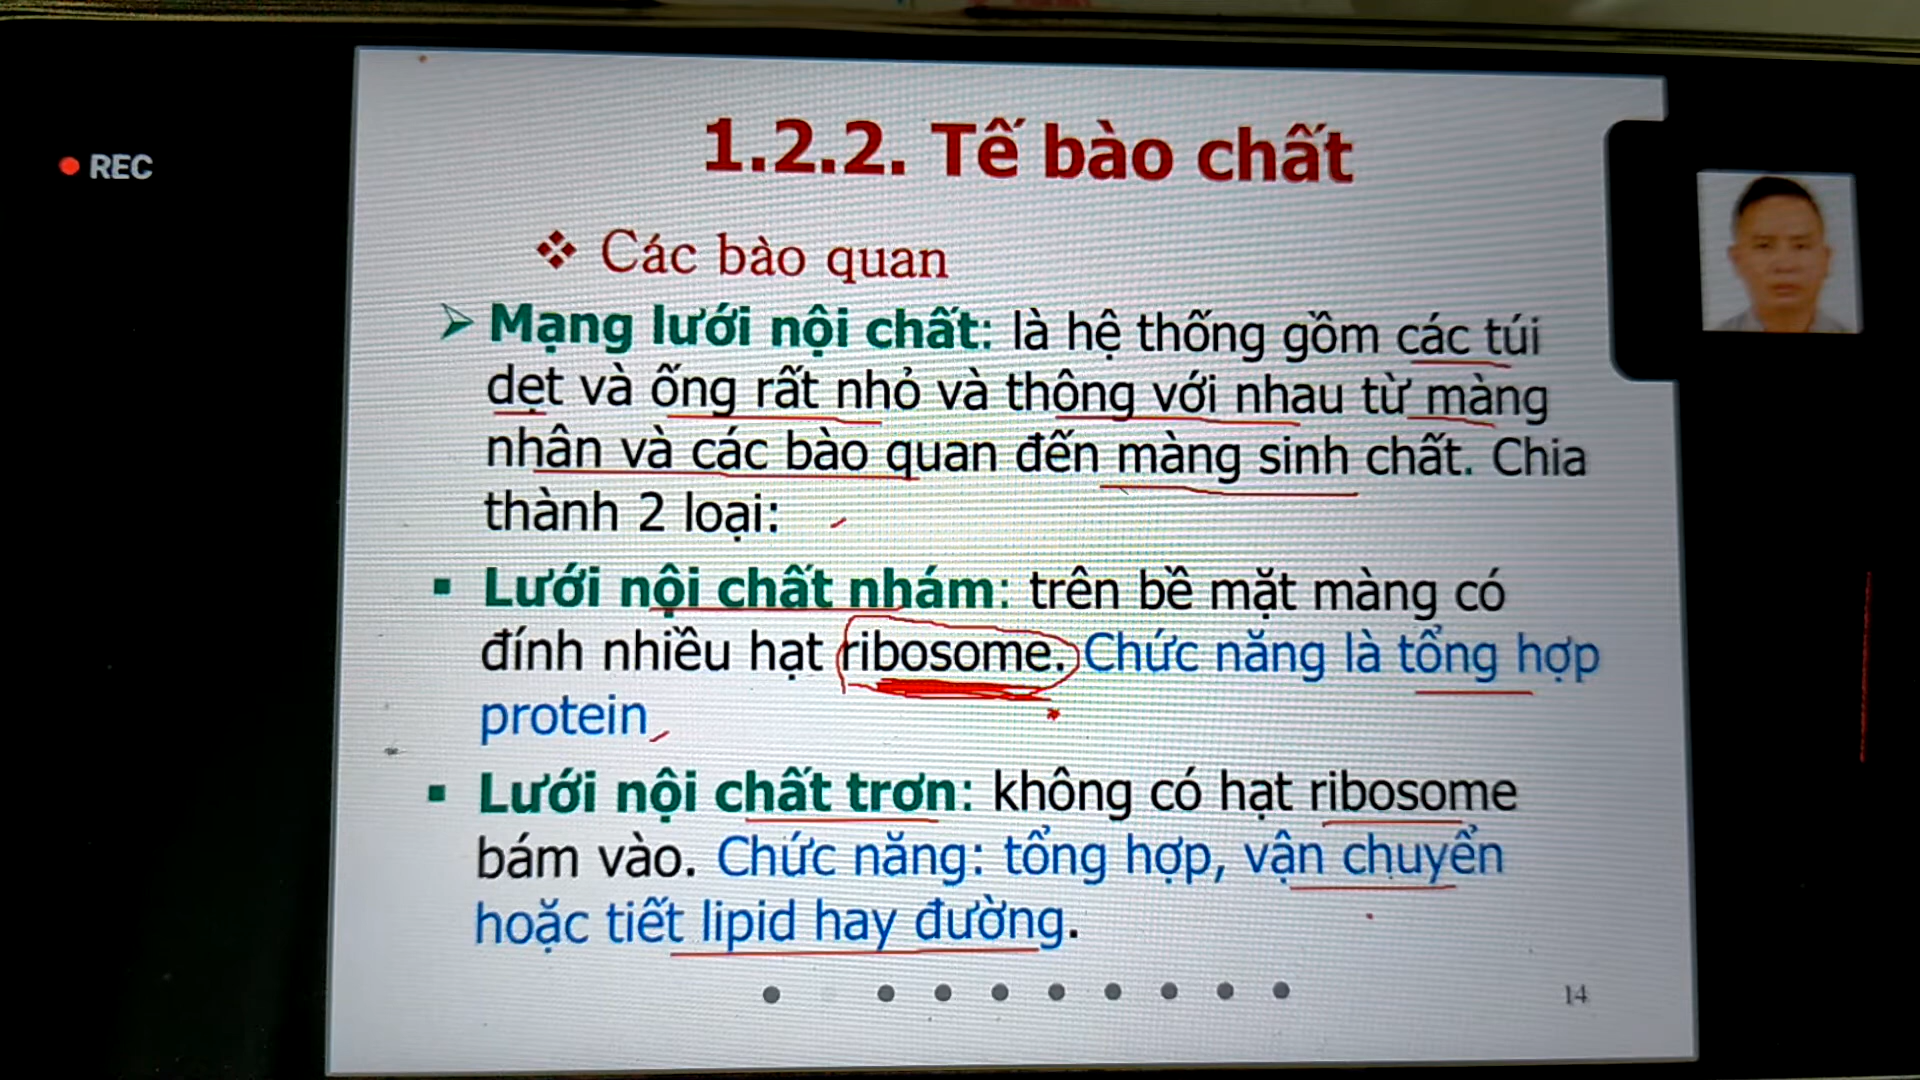 REC
1.2.2. Tế bào chất
Các bào quan
Mạng lưới nội chất: là hệ thống gồm các túi
dẹt và ống rất nhỏ và thông với nhau từ màng
nhân và các bào quan đến màng sinh chất. Chia
thành 2 loại:
Lưới nội chất nhám: trên bề mặt màng có
đính nhiều hạt ribosome. Chức năng là tổng hợp
protein
Lưới nội chất trơn: không có hạt ribosome
bám vào. Chức năng: tổng hợp, vận chuyển
hoặc tiết lipid hay đường.
14